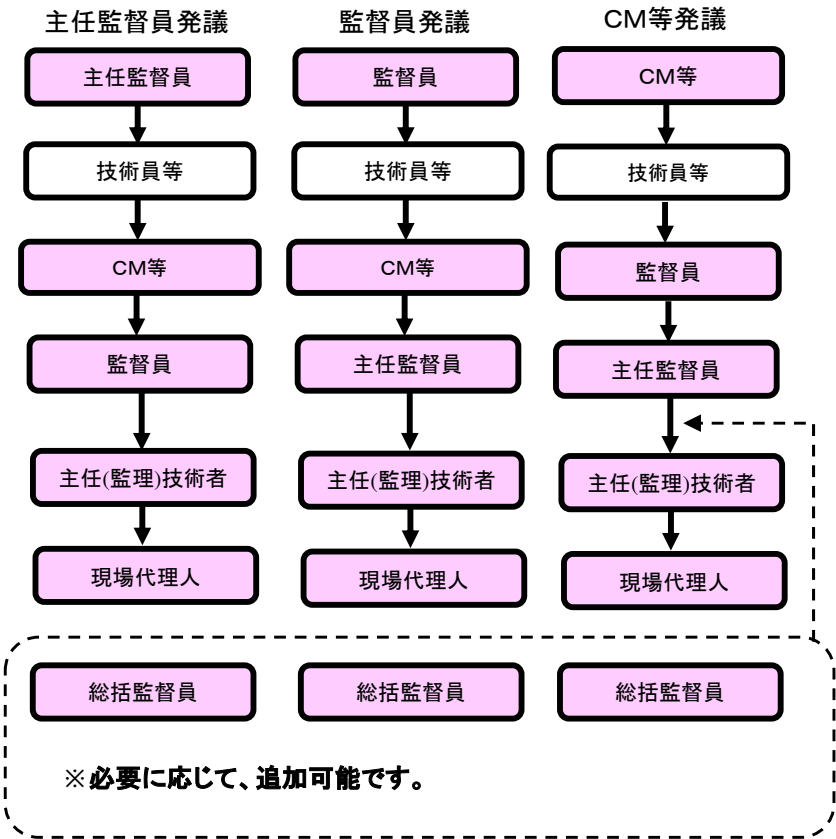 主任監督員発議
主任監督員
技術員等
CM等
監督員
主任(監理)技術者
現場代理人
監督員発議
監督員
技術員等
CM等
主任監督員
主任(監理)技術者
現場代理人
CM等発議
CM等
技術員等
監督員
主任監督員
主任(監理)技術者
現場代理人
総括監督員
総括監督員
総括監督員
※必要に応じて、追加可能です。